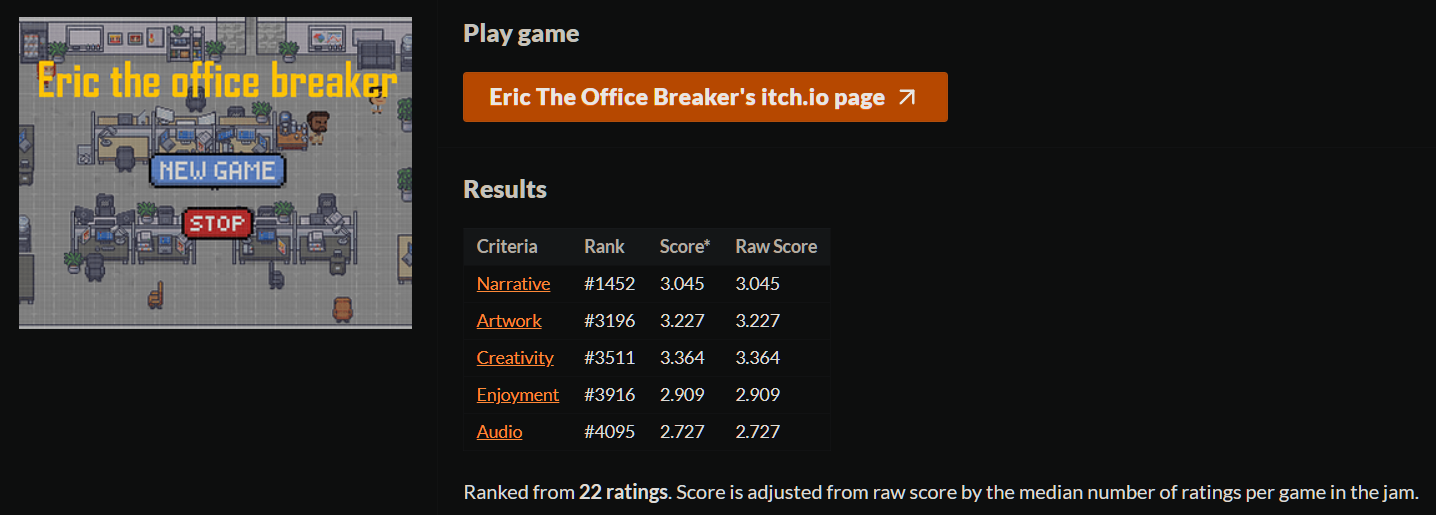 Eric the office breaker
NEW GAME
STOP
Play game
Eric The Office Breaker's itch.io page ↗
Results
Criteria Rank Score* Raw Score
Narrative #1452 3.045 3.045
Artwork #3196 3.227 3.227
Creativity #3511 3.364 3.364
Enjoyment #3916 2.909 2.909
Audio #4095 2.727 2.727
Ranked from 22 ratings. Score is adjusted from raw score by the median number of ratings per game in the jam.